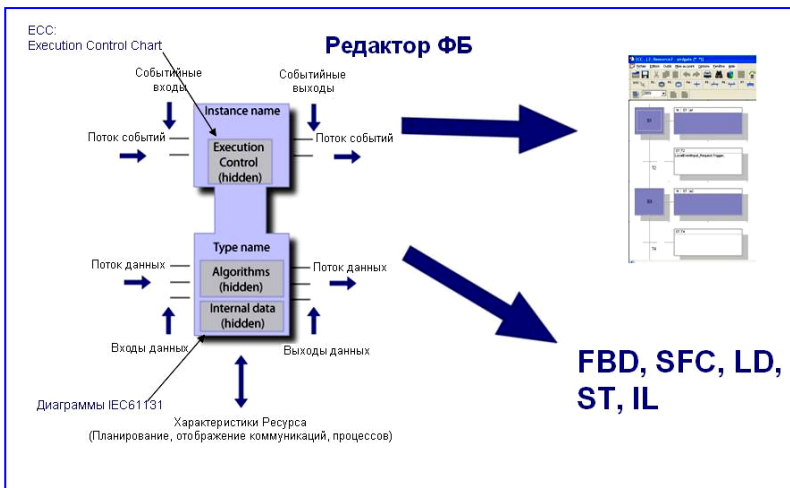 ECC:
Execution Control Chart
Редактор ФБ
Событийные
входы
Событийные
выходы
Instance name
Поток событий
Поток событий
Execution
Control
(hidden)
Type name
Поток данных
Поток данных
Algorithms
(hidden)
Internal data
(hidden)
Входы данных
Выходы данных
Диаграммы IEC61131
Характеристики Ресурса
(Планирование, отображение коммуникаций, процессов)
FBD, SFC, LD,
ST, IL